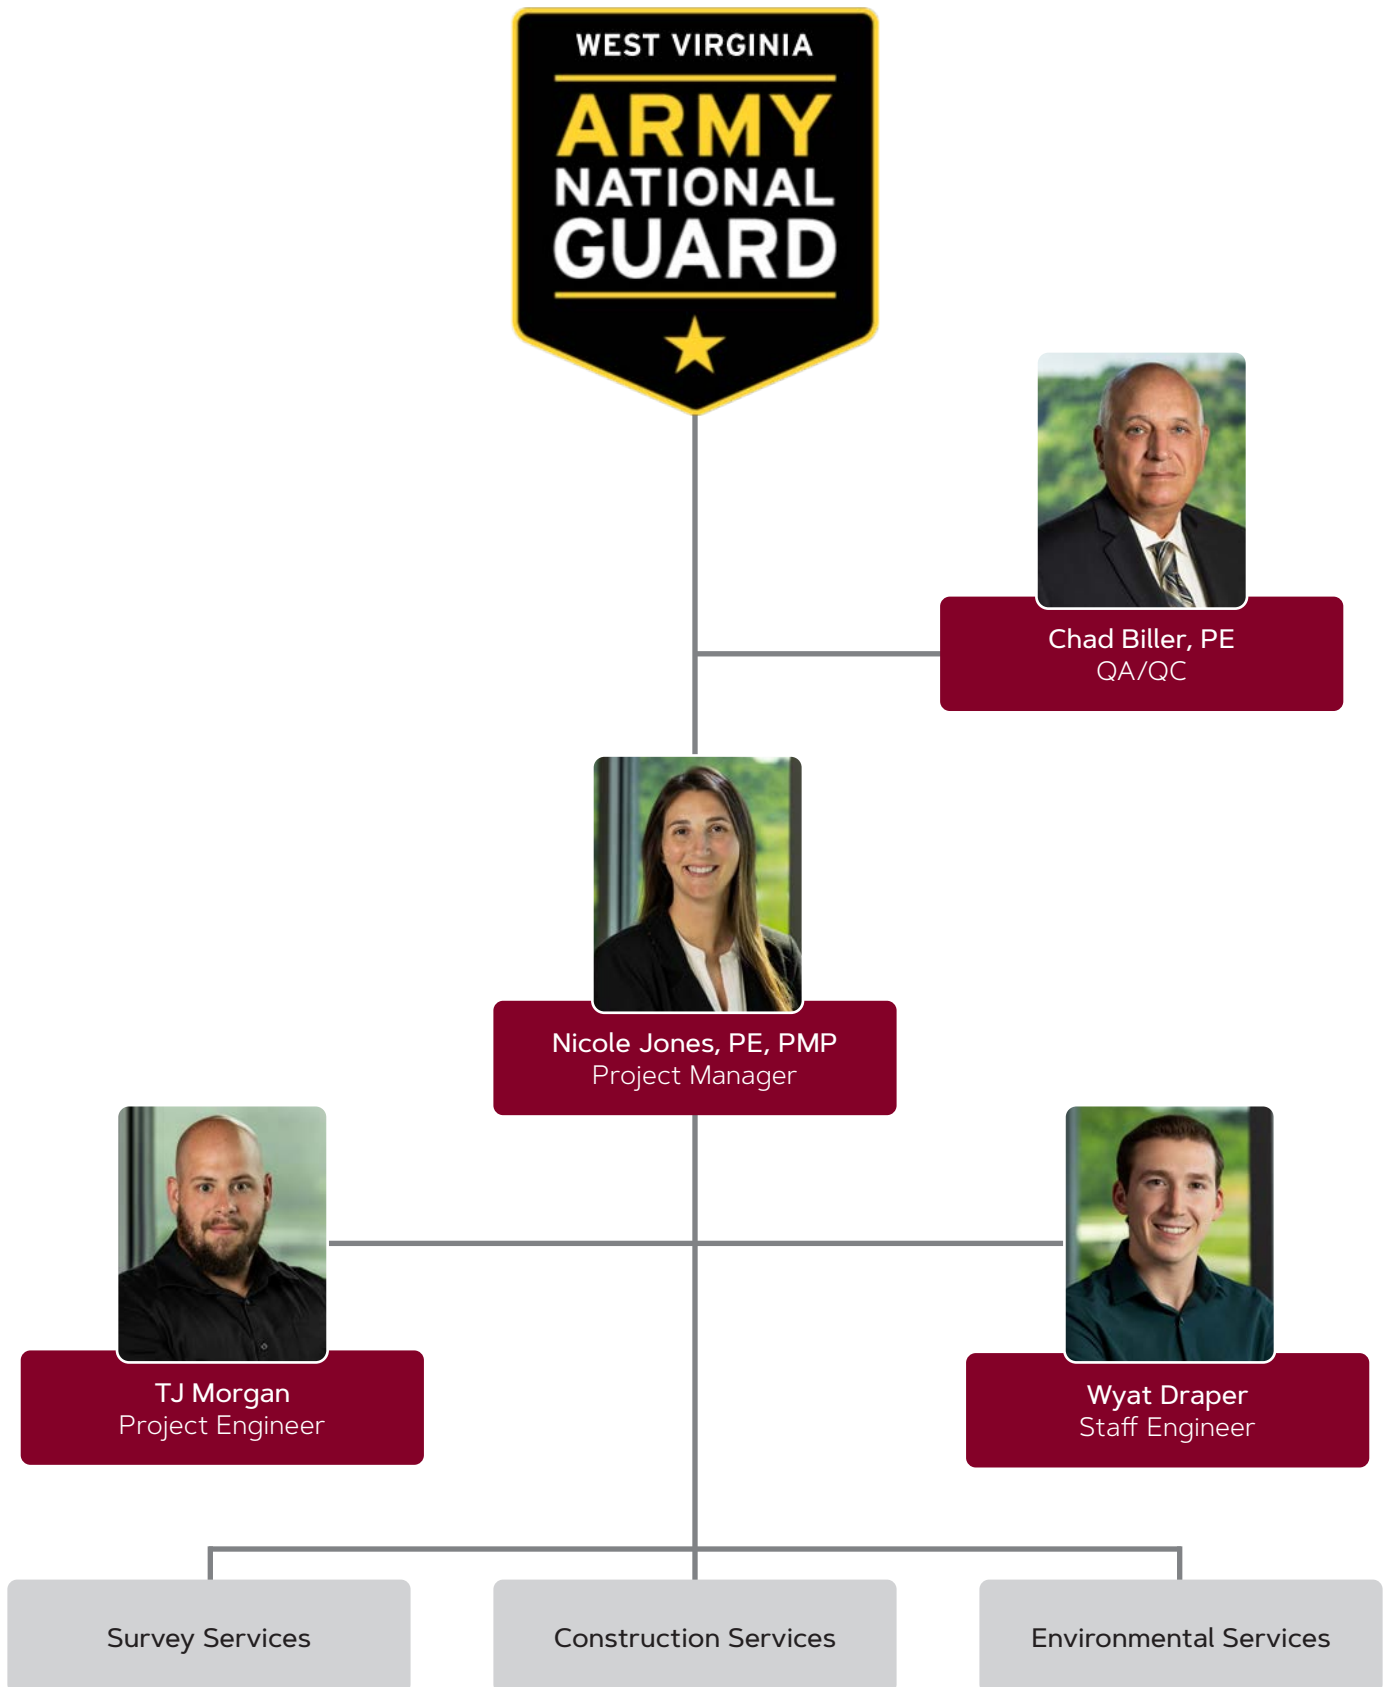 WEST VIRGINIA
ARMY
NATIONAL
GUARD
Chad Biller, PE
QA/QC
Nicole Jones, PE, PMP
Project Manager
TJ Morgan
Project Engineer
Wyat Draper
Staff Engineer
Survey Services
Construction Services
Environmental Services